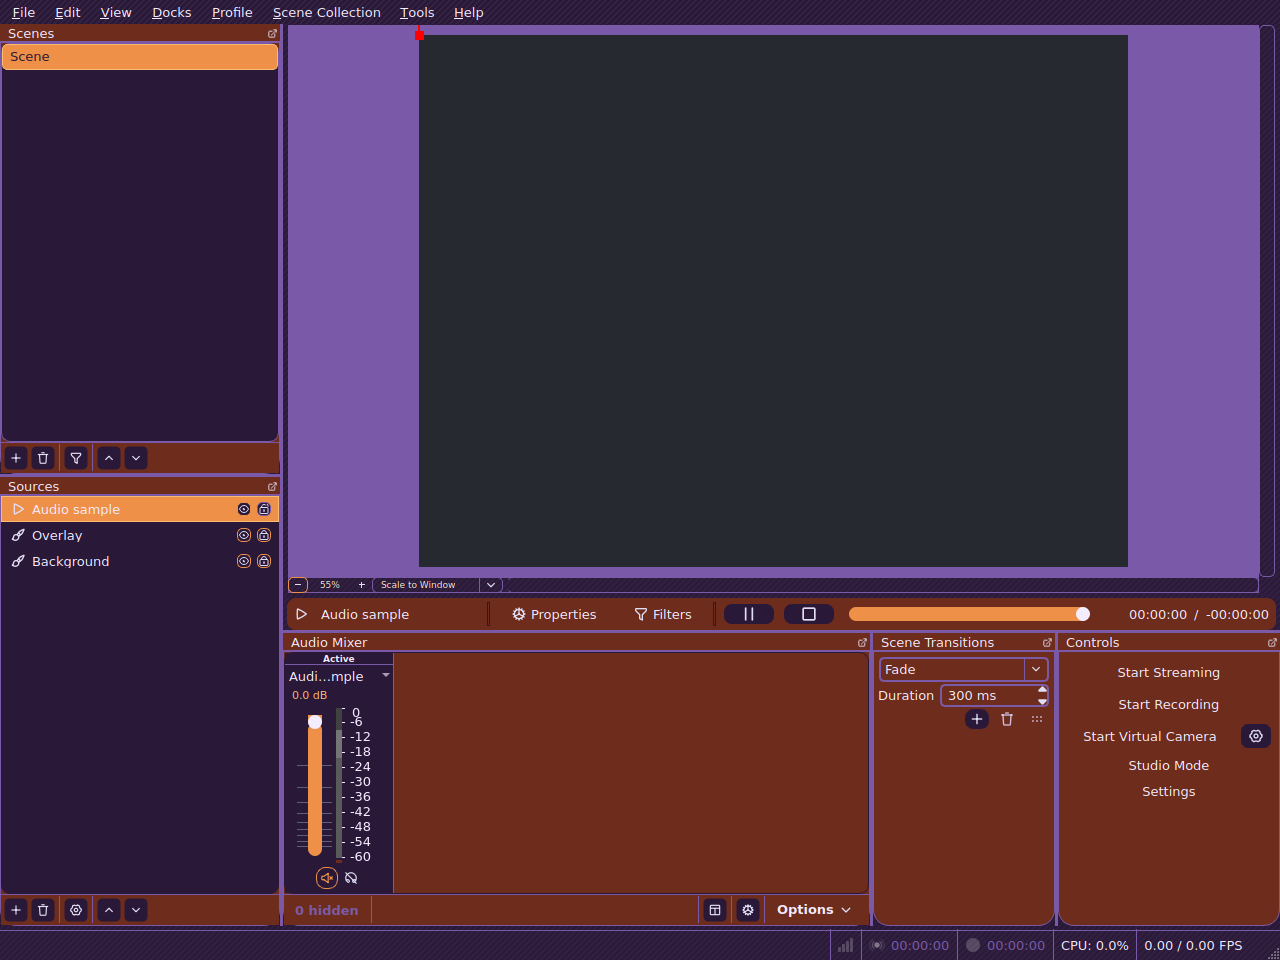 File Edit View Docks Profile Scene Collection Tools Help
Scenes
Scene
Sources
Audio sample
Overlay
Background
55%
Scale to Window
Audio sample
Properties
Filters
00:00:00 / -00:00:00
Audio Mixer
Active
Audi...mple
0.0 dB
0
-6
-12
-18
-24
-30
-36
-42
-48
-54
-60
0 hidden
Options
Scene Transitions
Fade
Duration 300 ms
Controls
Start Streaming
Start Recording
Start Virtual Camera
Studio Mode
Settings
00:00:00
00:00:00
CPU: 0.0%
0.00 / 0.00 FPS